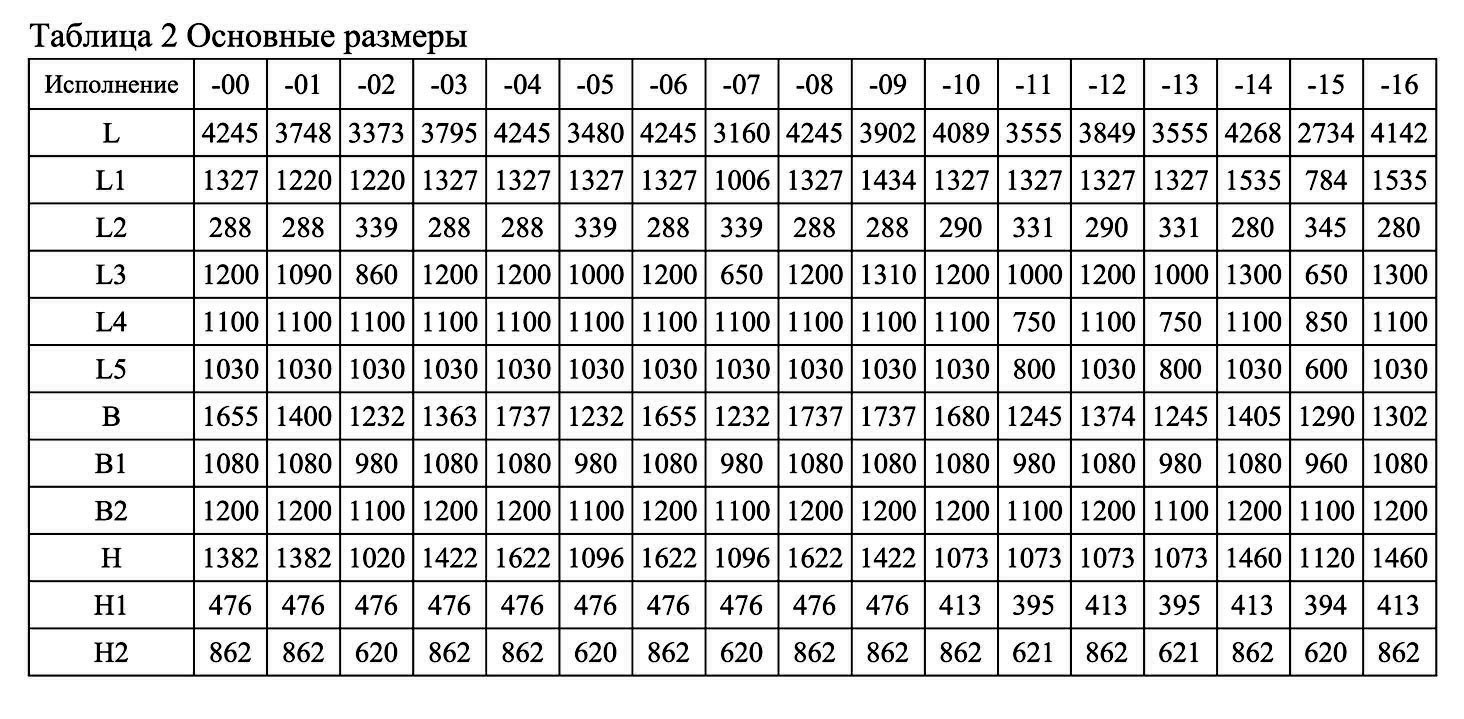 Таблица 2 Основные размеры
Исполнение -00 -01 -02 -03 -04 -05 -06 -07 -08 -09 -10 -11 -12 -13 -14 -15 -16
L 4245 3748 3373 3795 4245 3480 4245 3160 4245 3902 4089 3555 3849 3555 4268 2734 4142
L1 1327 1220 1220 1327 1327 1327 1327 1006 1327 1434 1327 1327 1327 1327 1535 784 1535
L2 288 288 339 288 288 339 288 339 288 288 290 331 290 331 280 345 280
L3 1200 1090 860 1200 1200 1000 1200 650 1200 1310 1200 1000 1200 1000 1300 650 1300
L4 1100 1100 1100 1100 1100 1100 1100 1100 1100 1100 1100 750 1100 750 1100 850 1100
L5 1030 1030 1030 1030 1030 1030 1030 1030 1030 1030 1030 800 1030 800 1030 600 1030
B 1655 1400 1232 1363 1737 1232 1655 1232 1737 1737 1680 1245 1374 1245 1405 1290 1302
B1 1080 1080 980 1080 1080 980 1080 980 1080 1080 1080 980 1080 980 1080 960 1080
B2 1200 1200 1100 1200 1200 1100 1200 1100 1200 1200 1200 1100 1200 1100 1200 1100 1200
H 1382 1382 1020 1422 1622 1096 1622 1096 1622 1422 1073 1073 1073 1073 1460 1120 1460
H1 476 476 476 476 476 476 476 476 476 476 413 395 413 395 413 394 413
H2 862 862 620 862 862 620 862 620 862 862 862 621 862 621 862 620 862